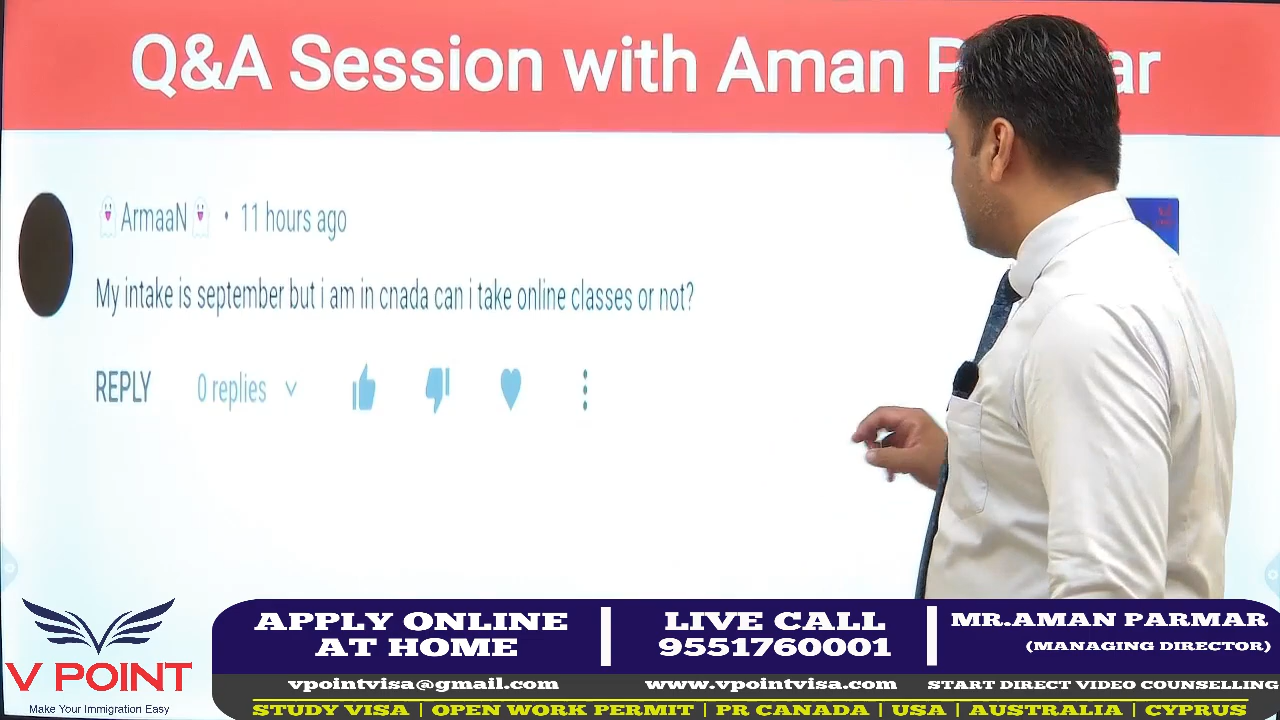 Q&A Session with Aman P ar
ArmaaN • 11 hours ago
My intake is september but i am in cnada can i take online classes or not?
REPLY 0 replies
V POINT
Make Your Immigration Easy
APPLY ONLINE
AT HOME
LIVE CALL
9551760001
MR.AMAN PARMAR
(MANAGING DIRECTOR)
vpointvisa@gmail.com
www.vpointvisa.com
START DIRECT VIDEO COUNSELLING
STUDY VISA | OPEN WORK PERMIT | PR CANADA | USA | AUSTRALIA | CYPRUS